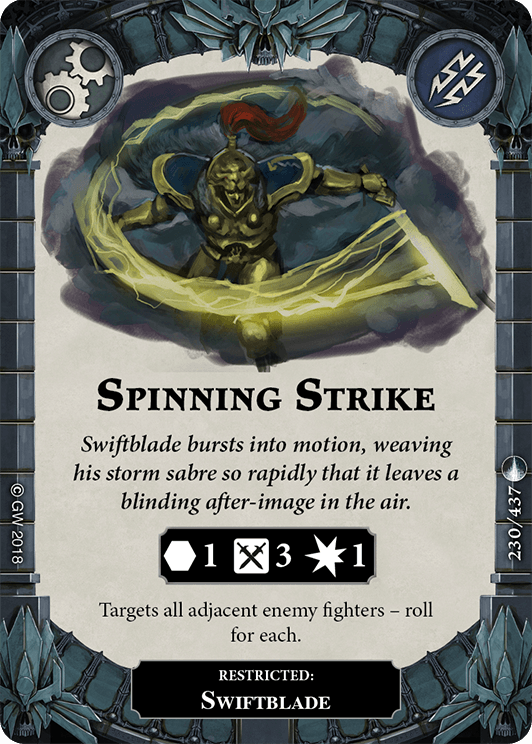 SPINNING STRIKE
Swiftblade bursts into motion, weaving
his storm sabre so rapidly that it leaves a
blinding after-image in the air.
1 3 1
Targets all adjacent enemy fighters – roll
for each.
RESTRICTED:
SWIFTBLADE
© GW 2018
230/437